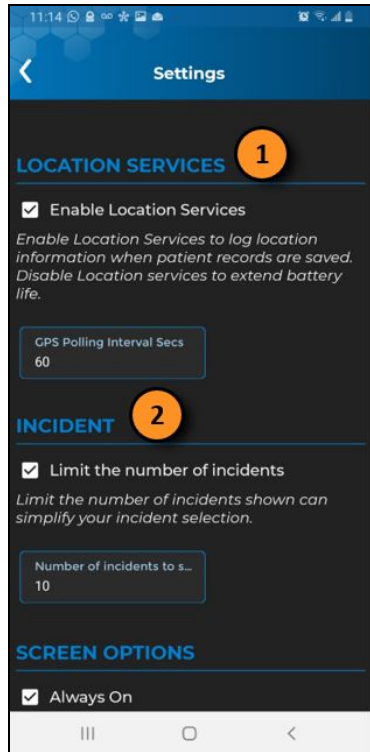 11:14
Settings
LOCATION SERVICES 1
Enable Location Services
Enable Location Services to log location
information when patient records are saved.
Disable Location services to extend battery
life.
GPS Polling Interval Secs
60
INCIDENT 2
Limit the number of incidents
Limit the number of incidents shown can
simplify your incident selection.
Number of incidents to s...
10
SCREEN OPTIONS
Always On